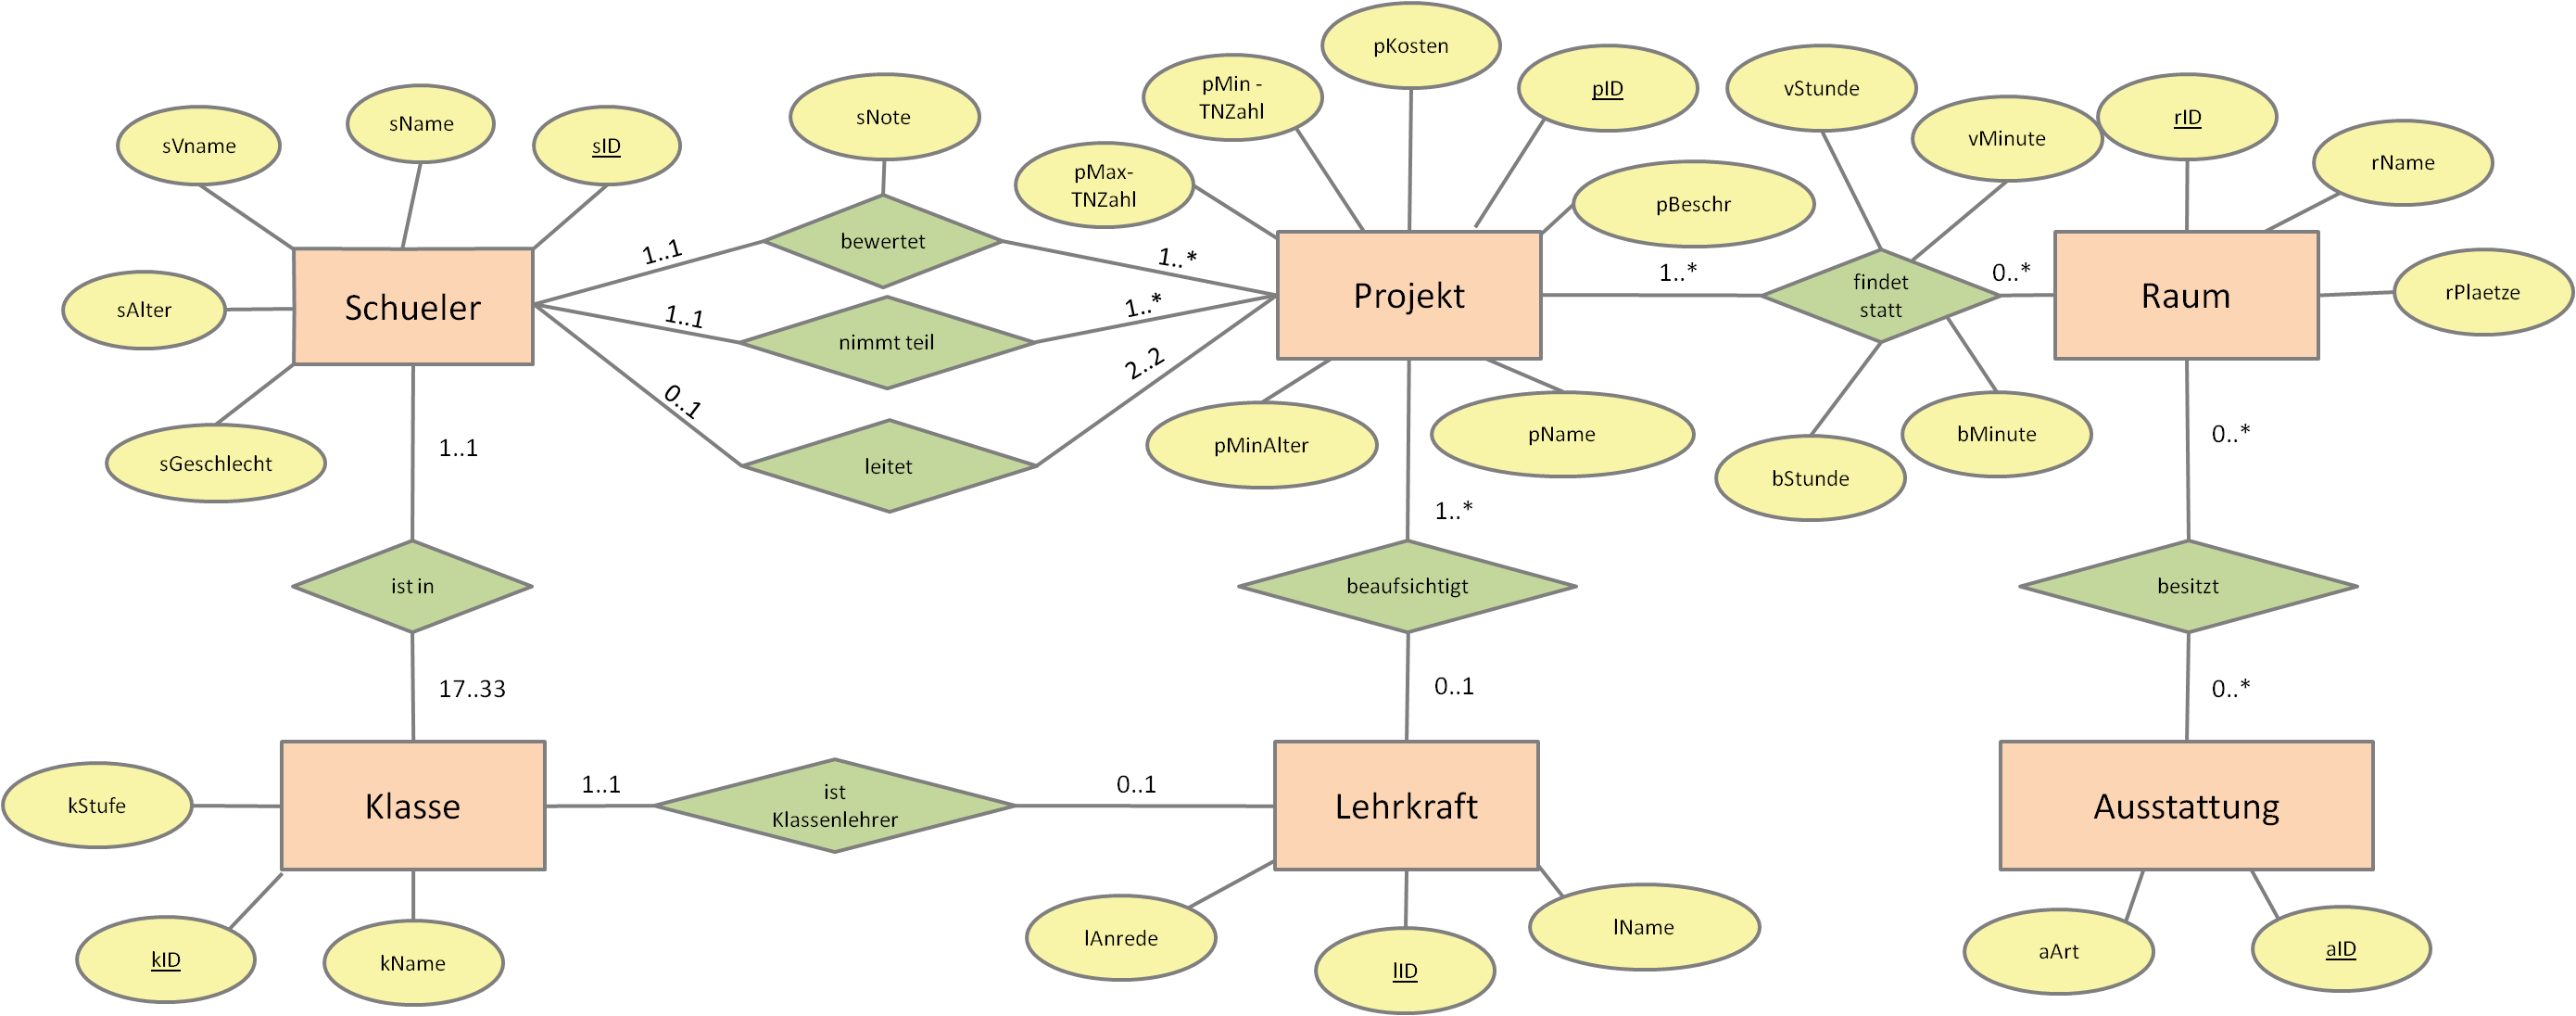 pKosten
pMin -
TNZahl
pID
vStunde
sVname
sName
sID
sNote
pMax-
TNZahl
pBeschr
vMinute
rID
rName
bewertet
1..1
1..*
Schueler
Projekt
1..*
findet
statt
0..*
Raum
rPlaetze
sAlter
1..1
nimmt teil
1..*
0..1
leitet
2..2
sGeschlecht
1..1
pMinAlter
pName
bStunde
bMinute
0..*
1..*
ist in
beaufsichtigt
besitzt
17..33
0..1
0..*
kStufe
Klasse
1..1
ist
Klassenlehrer
0..1
Lehrkraft
Ausstattung
kID
kName
lAnrede
lID
lName
aArt
aID